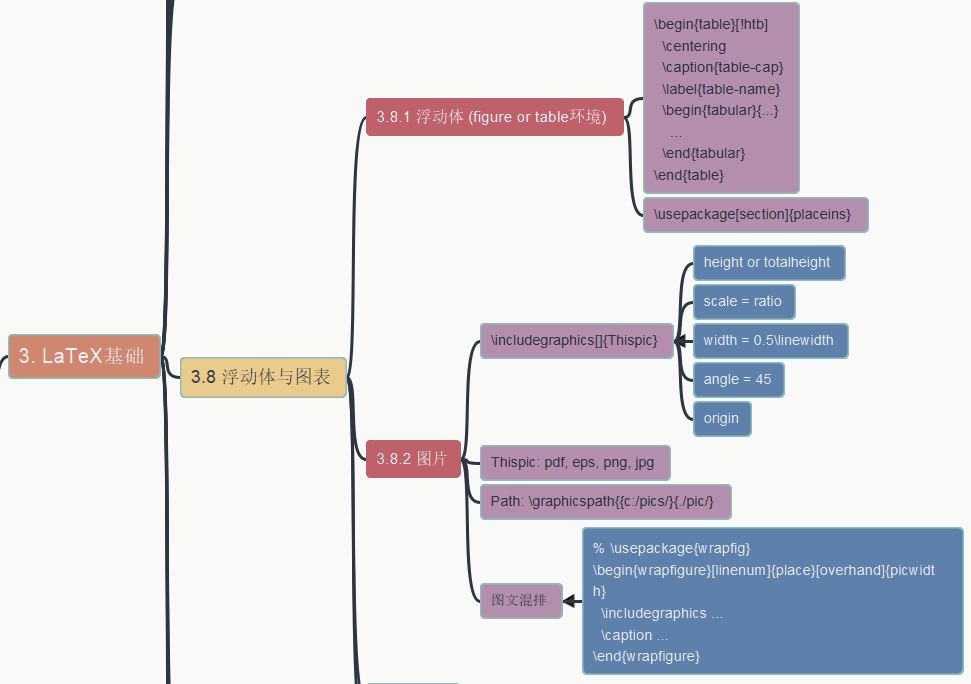 3. LaTeX基础
3.8 浮动体与图表
3.8.1 浮动体 (figure or table环境)
\begin{table}[!htb]
\centering
\caption{table-cap}
\label{table-name}
\begin{tabular}{...}
...
\end{tabular}
\end{table}
\usepackage[section]{placeins}
3.8.2 图片
\includegraphics[]{Thispic}
height or totalheight
scale = ratio
width = 0.5\linewidth
angle = 45
origin
Thispic: pdf, eps, png, jpg
Path: \graphicspath{{c:/pics/}{./pic/}
图文混排
% \usepackage{wrapfig}
\begin{wrapfigure}[linenum]{place}[overhand]{picwidt
h}
\includegraphics ...
\caption ...
\end{wrapfigure}